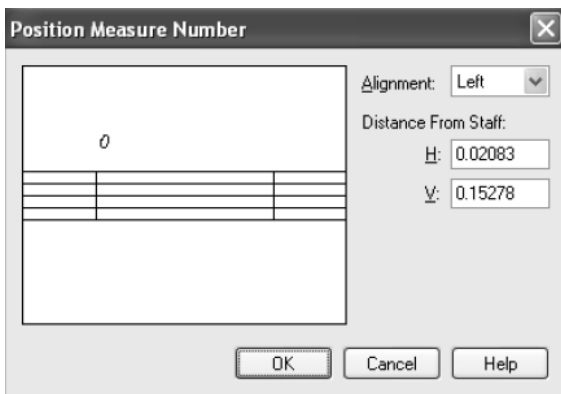 Position Measure Number
Alignment: Left
0
Distance From Staff:
H: 0.02083
V: 0.15278
OK Cancel Help